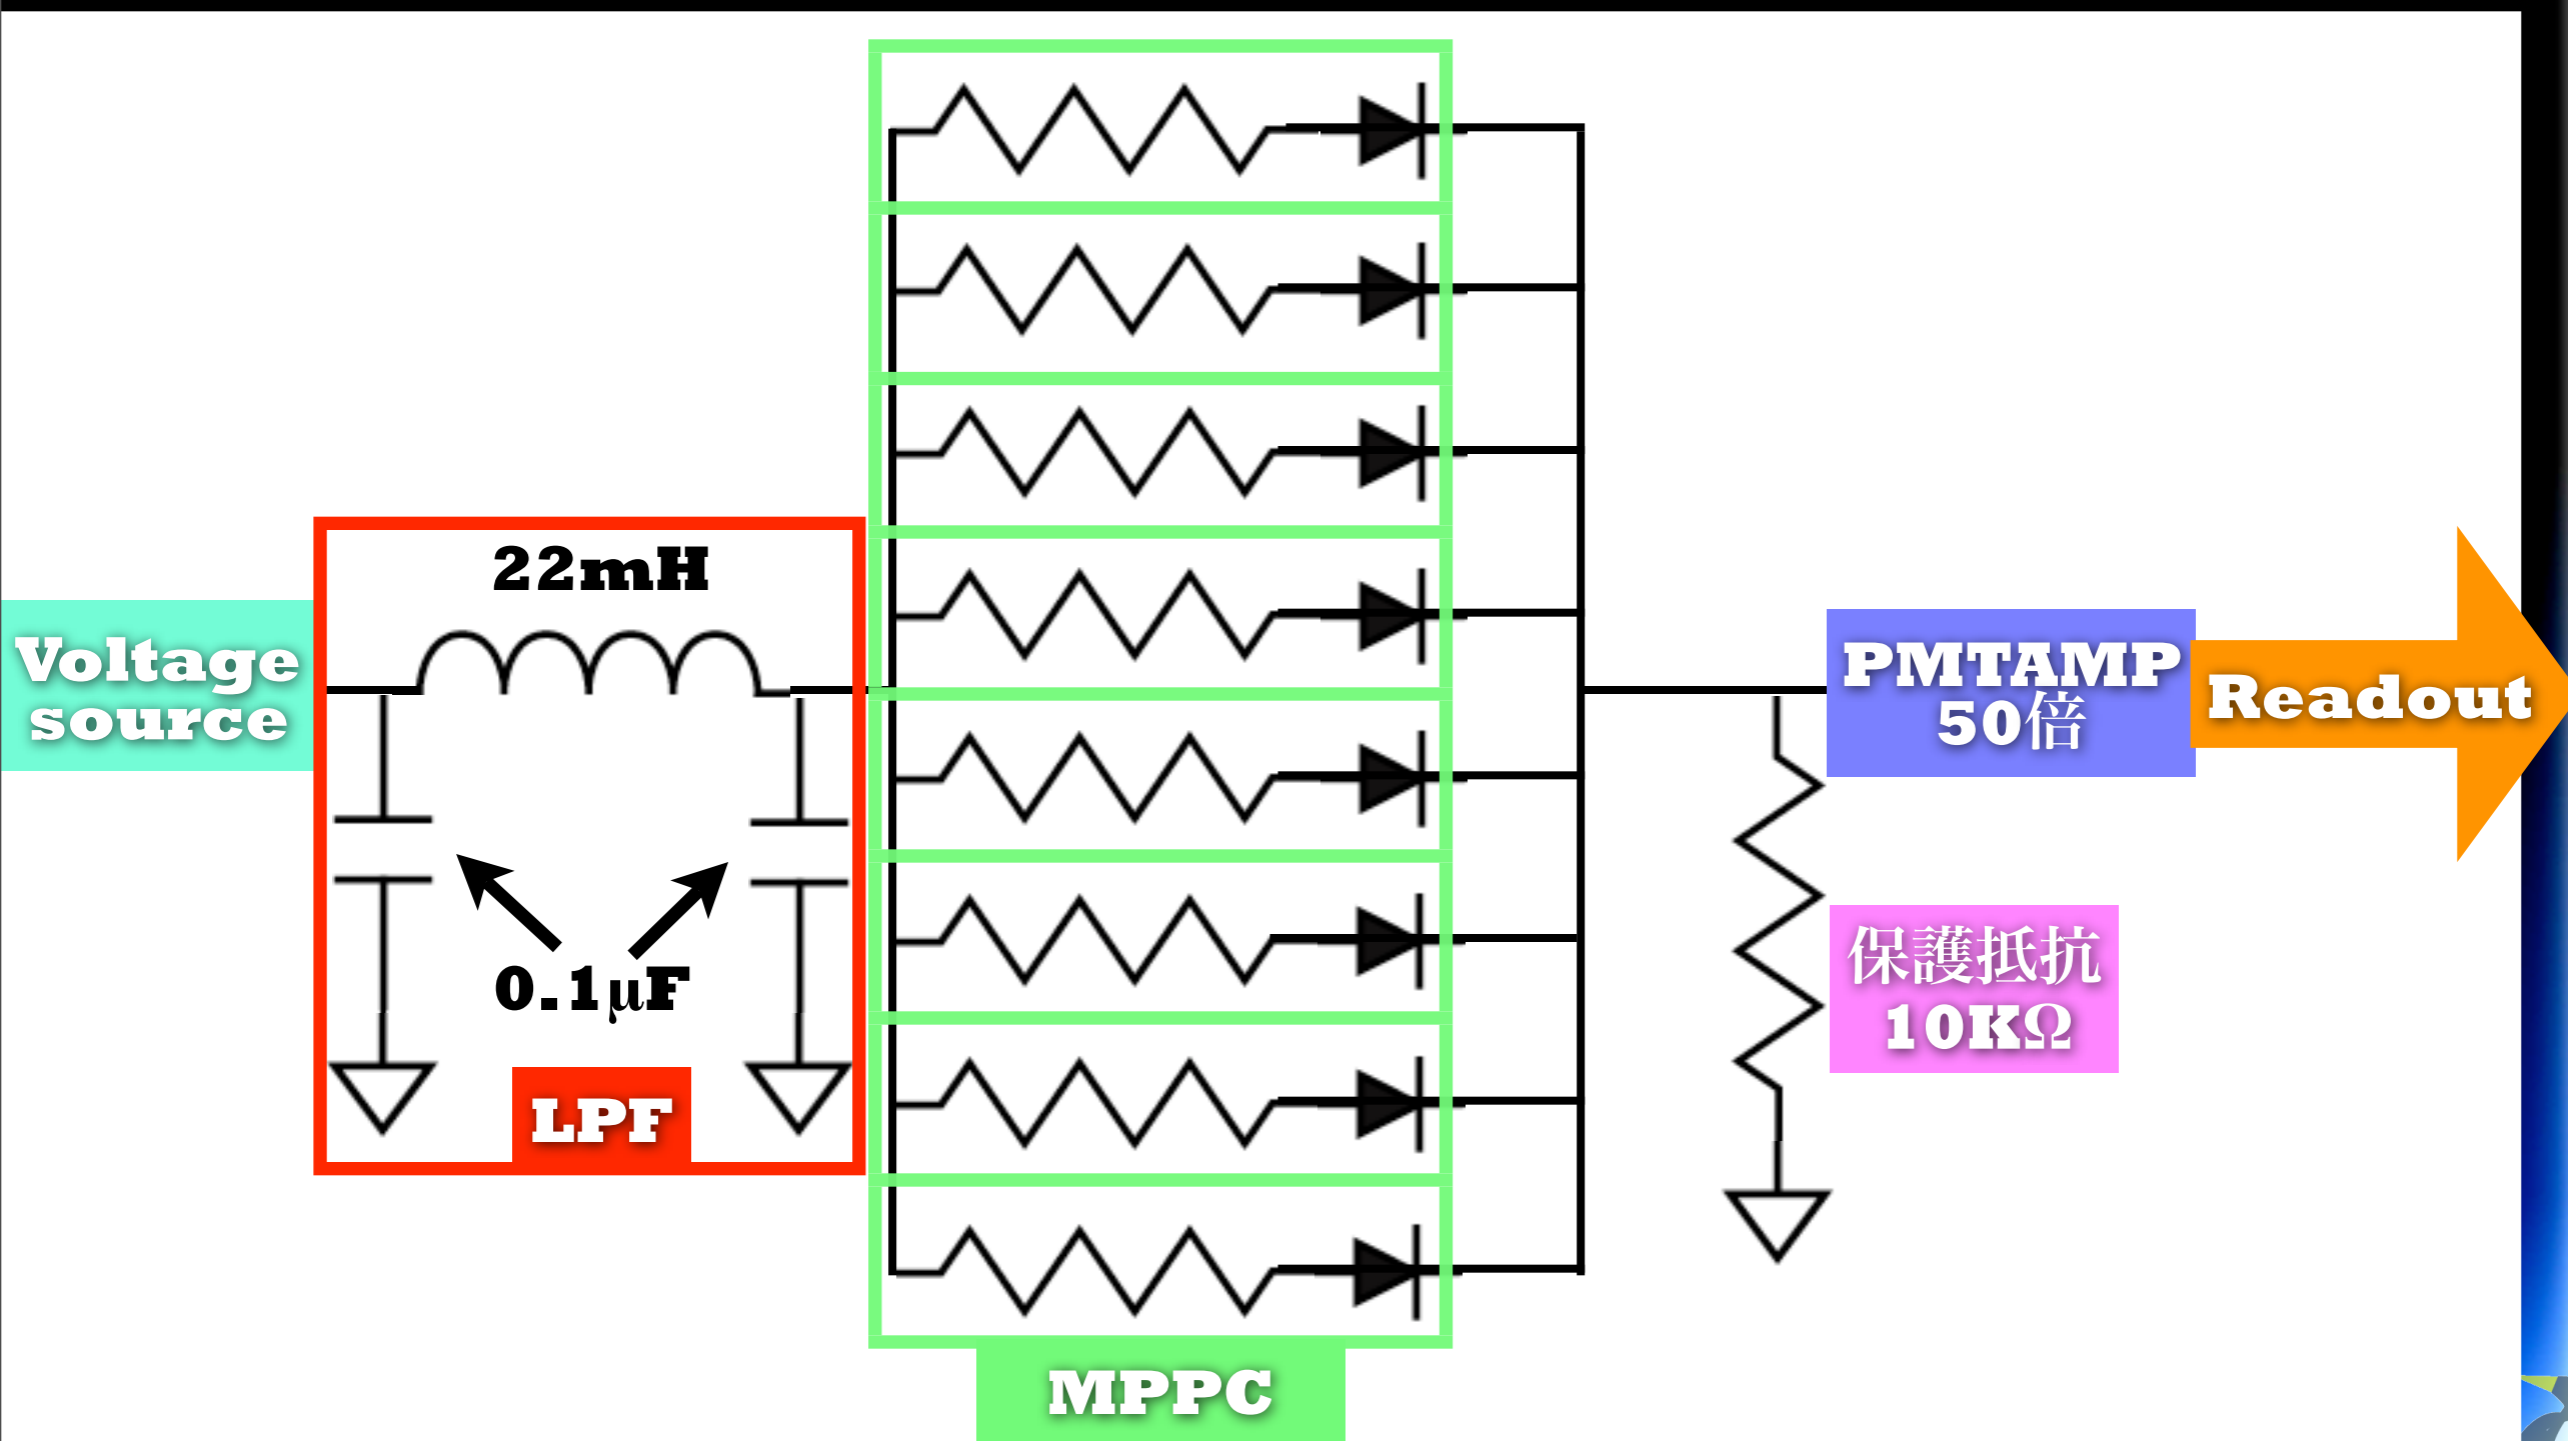 22mH
Voltage
source
0.1μF
LPF
MPPC
PMTAMP
50倍
Readout
保護抵抗
10KΩ